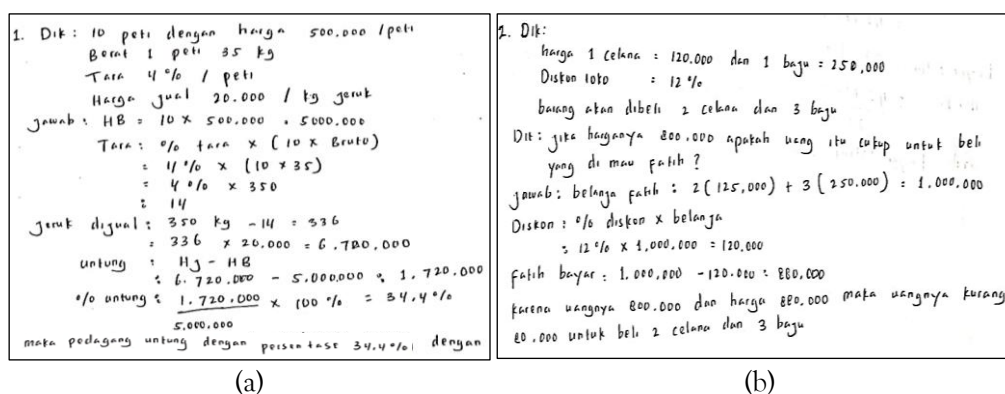 1. Dik : 10 peti dengan harga 500.000 / peti
Berat 1 peti 35 kg
Tara 4 % / peti
Harga jual 20.000 / kg jeruk
jawab : HB = 10 x 500.000 = 5000.000
Tara : % tara x ( 10 x Bruto)
= 4 % x (10 x 35)
= 4 % x 350
= 14
jeruk dijual : 350 kg - 14 = 336
: 336 x 20.000 = 6.720.000
untung : Hj - HB
: 6.720.000 - 5.000.000 = 1.720.000
% untung : 1.720.000 x 100 % = 34.4 %
5.000.000
maka pedagang untung dengan persentase 34.4% dengan
(a)
2. Dik:
harga 1 celana = 120.000 dan 1 baju = 250,000
Diskon toko = 12 %
barang akan dibeli 2 celana dan 3 baju
Dit : jika harganya 800.000 apakah uang itu cukup untuk beli
yang di mau fatih ?
jawab : belanja fatih : 2 ( 125,000) + 3 ( 250.000) = 1.000.000
Diskon : % diskon x belanja
: 12 % x 1,000.000 = 120.000
fatih bayar : 1.000,000 - 120.000 = 880,000
karena uangnya 800.000 dan harga 880.000 maka uangnya kurang
80.000 untuk beli 2 celana dan 3 baju
(b)